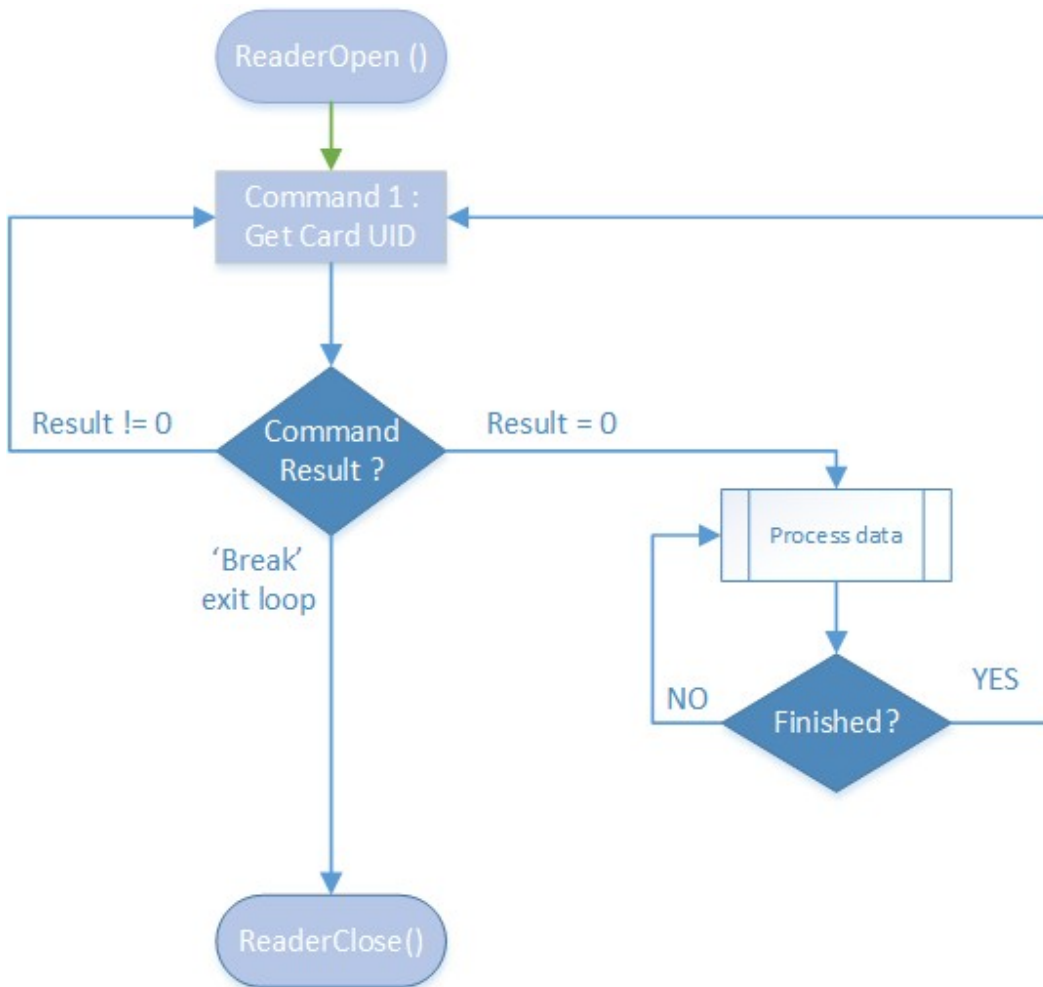 ReaderOpen ()
Command 1 :
Get Card UID
Result != 0
Command
Result ?
Result = 0
‘Break’
exit loop
Process data
NO
Finished ?
YES
ReaderClose()